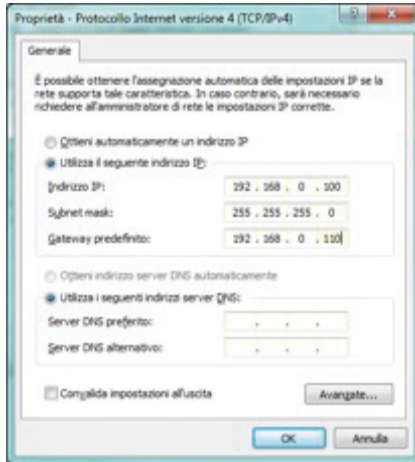 Proprietà - Protocollo Internet versione 4 (TCP/IPv4)
Generale
È possibile ottenere l'assegnazione automatica delle impostazioni IP se la
rete supporta tale caratteristica. In caso contrario, sarà necessario
richiedere all'amministratore di rete le impostazioni IP corrette.
Ottieni automaticamente un indirizzo IP
Utilizza il seguente indirizzo IP:
Indirizzo IP: 192 . 168 . 0 . 100
Subnet mask: 255 . 255 . 255 . 0
Gateway predefinito: 192 . 168 . 0 . 110
Ottieni indirizzo server DNS automaticamente
Utilizza i seguenti indirizzi server DNS:
Server DNS preferito: . . .
Server DNS alternativo: . . .
Convalida impostazioni all'uscita
Avanzate...
OK Annulla